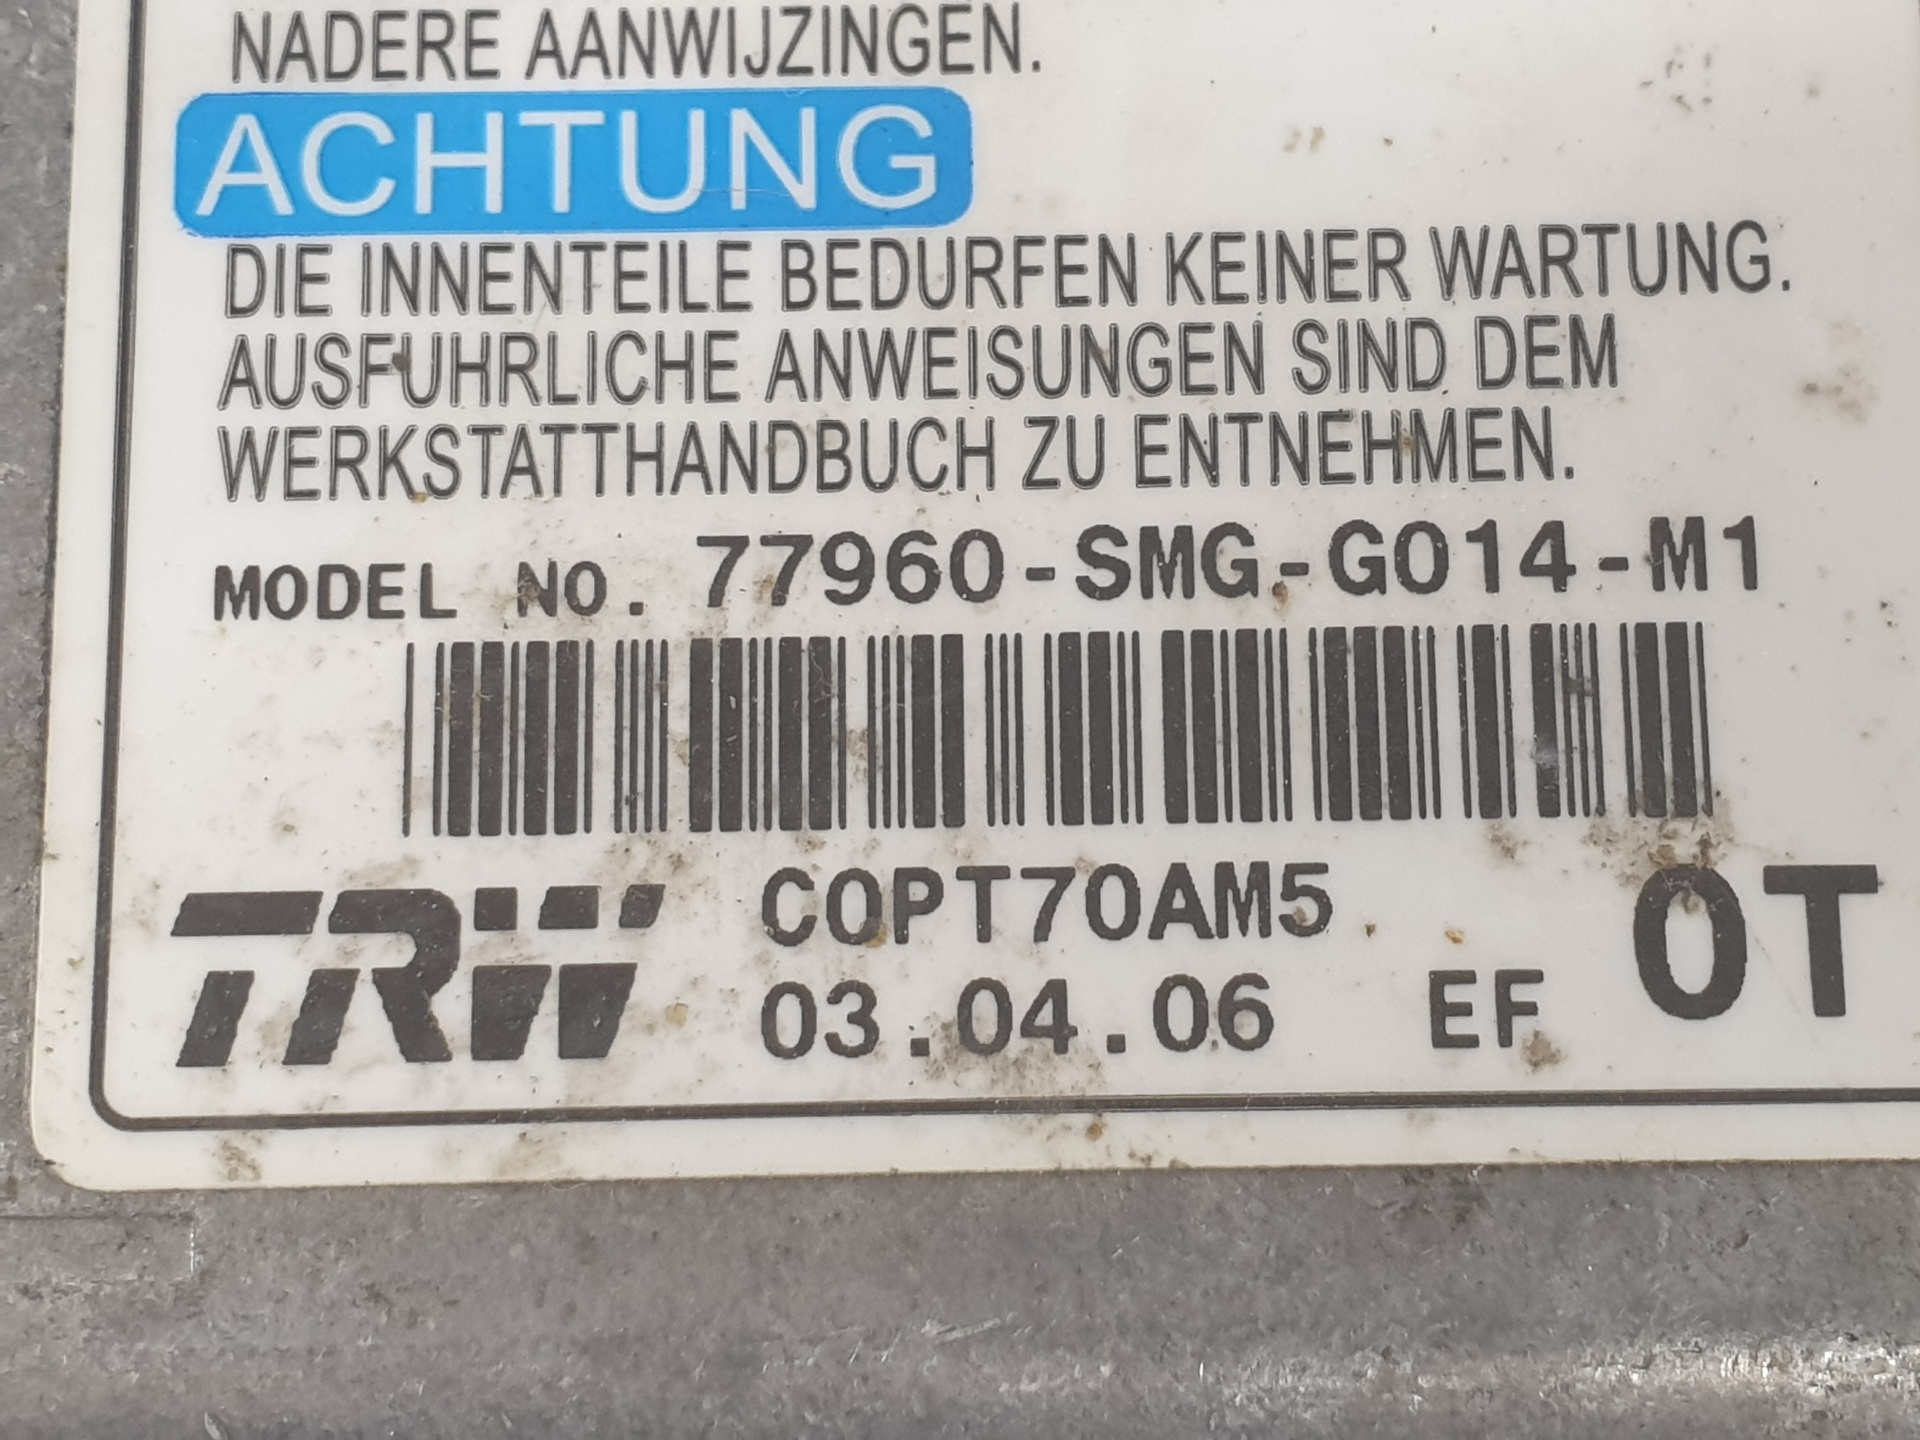 NADERE AANWIJZINGEN.
ACHTUNG
DIE INNENTEILE BEDURFEN KEINER WARTUNG.
AUSFUHRLICHE ANWEISUNGEN SIND DEM
WERKSTATTHANDBUCH ZU ENTNEHMEN.
MODEL NO. 77960-SMG-G014-M1
TRW C0PT70AM5
03.04.06 EF 0T